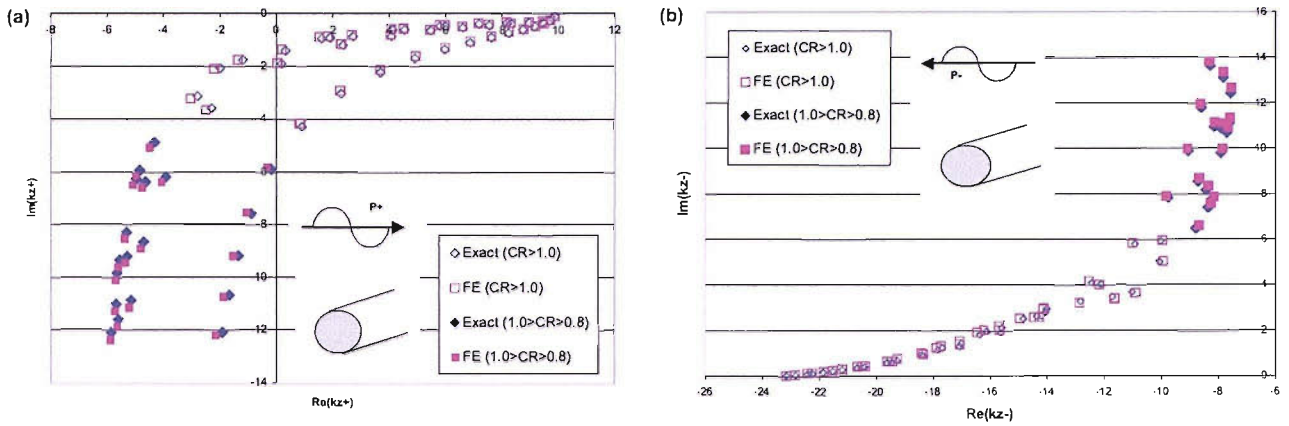 (a)
-6 -4 -2 0 2 4 6 8 10 12
0
2
4
-6
-8
-10
-12
-14
Im(kz+)
Re(kz+)
P+
Exact (CR>1.0)
FE (CR>1.0)
Exact (1.0>CR>0.8)
FE (1.0>CR>0.8)
(b)
16
14
12
10
8
6
4
2
0
-26 -24 -22 -20 -18 -16 -14 -12 -10 -8 -6
Im(kz-)
Re(kz-)
P-
Exact (CR>1.0)
FE (CR>1.0)
Exact (1.0>CR>0.8)
FE (1.0>CR>0.8)